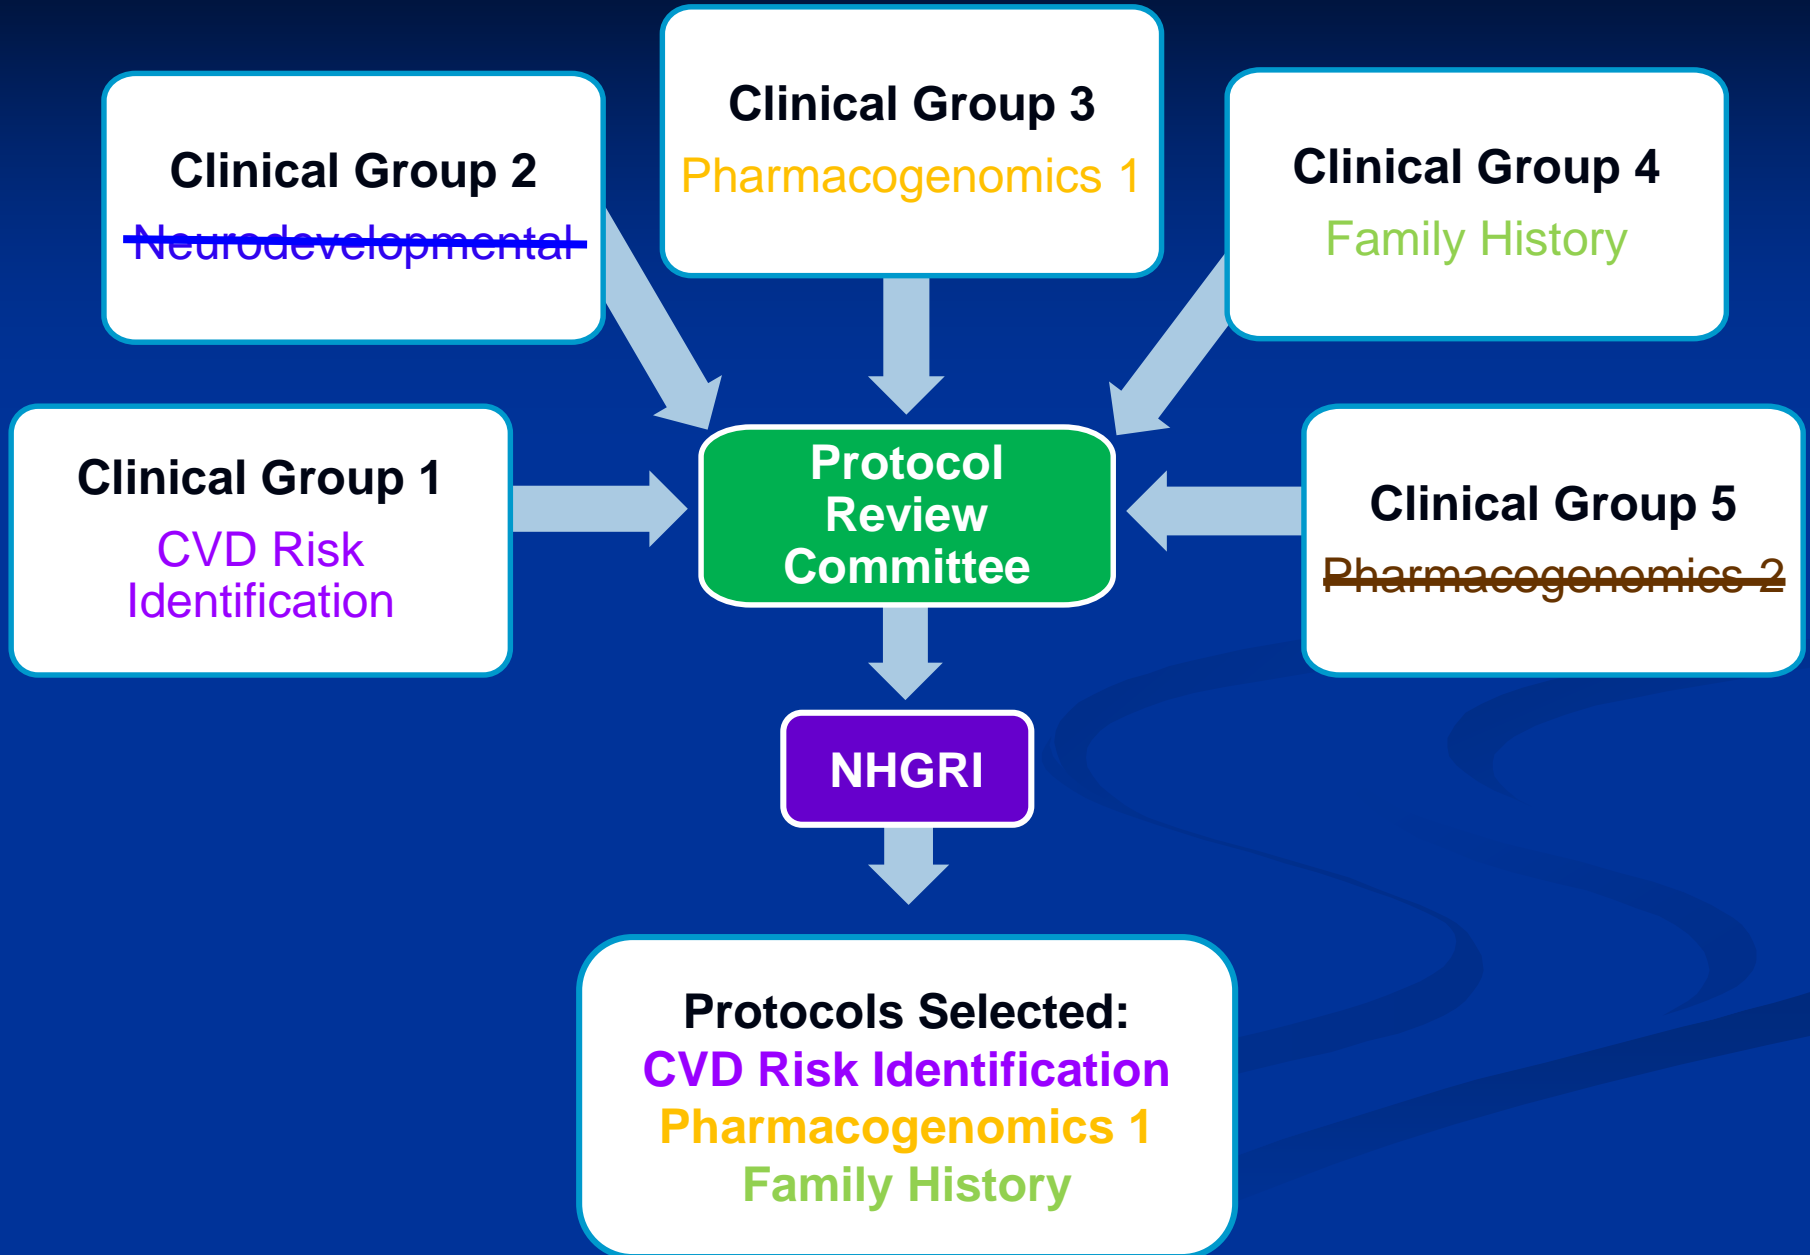 Clinical Group 3
Pharmacogenomics 1
Clinical Group 2
Neurodevelopmental
Clinical Group 4
Family History
Clinical Group 1
CVD Risk
Identification
Protocol
Review
Committee
Clinical Group 5
Pharmacogenomics 2
NHGRI
Protocols Selected:
CVD Risk Identification
Pharmacogenomics 1
Family History